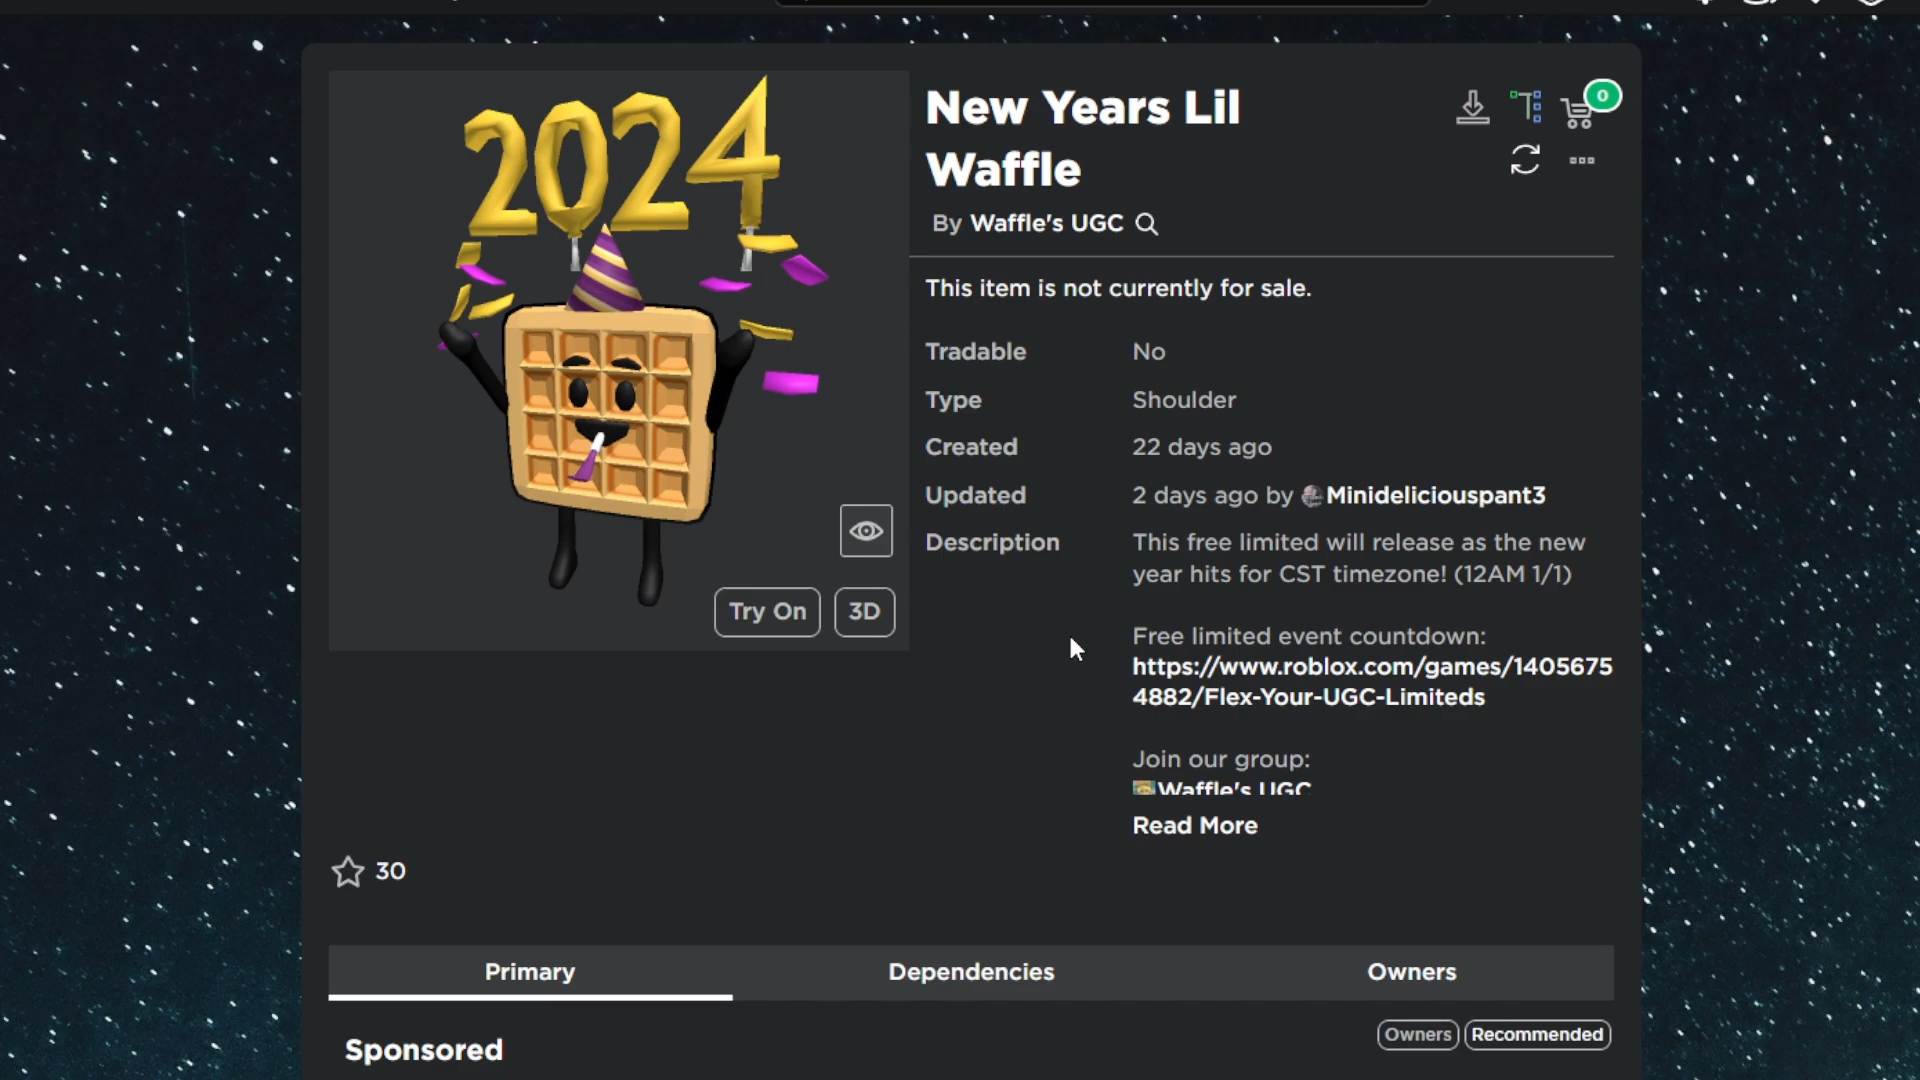 2024
New Years Lil
Waffle
0
By Waffle's UGC
This item is not currently for sale.
Tradable No
Type Shoulder
Created 22 days ago
Updated 2 days ago by Minideliciouspant3
Description This free limited will release as the new
year hits for CST timezone! (12AM 1/1)
Try On 3D
Free limited event countdown:
https://www.roblox.com/games/1405675
4882/Flex-Your-UGC-Limiteds
Join our group:
Waffle's UGC
Read More
30
Primary Dependencies Owners
Owners Recommended
Sponsored